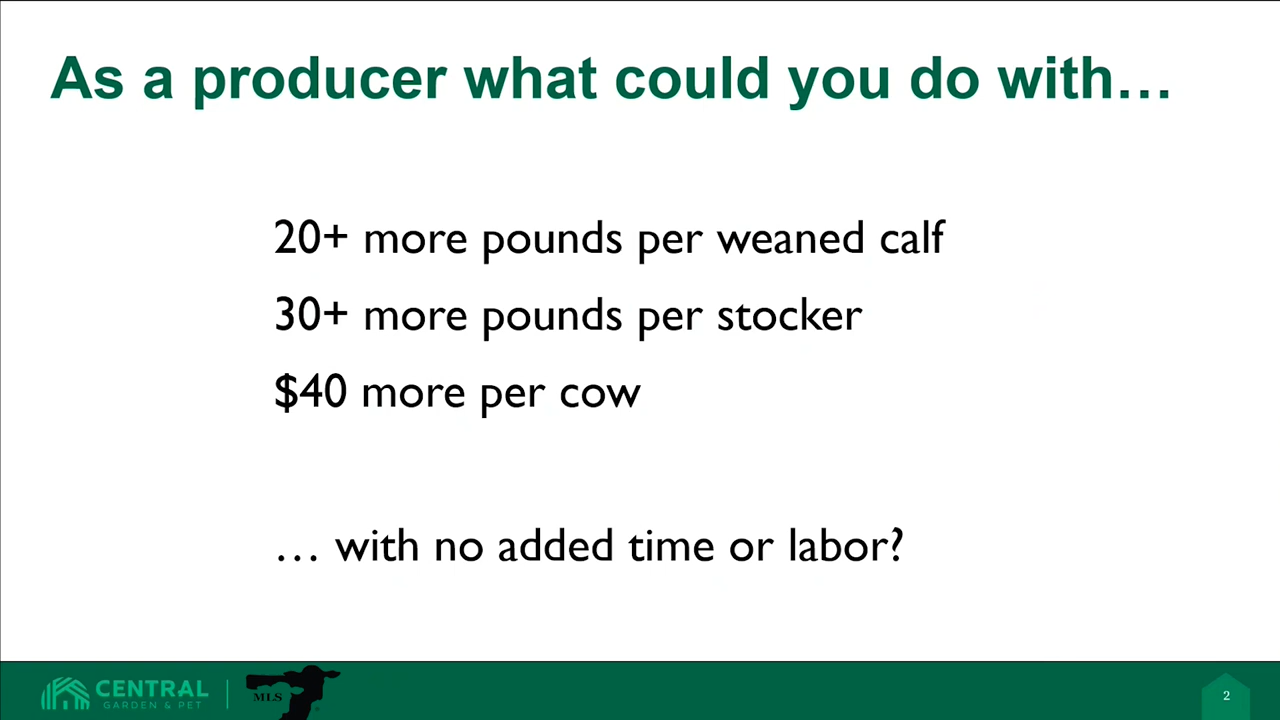 As a producer what could you do with…
20+ more pounds per weaned calf
30+ more pounds per stocker
$40 more per cow
… with no added time or labor?
CENTRAL
GARDEN & PET
MLS
2